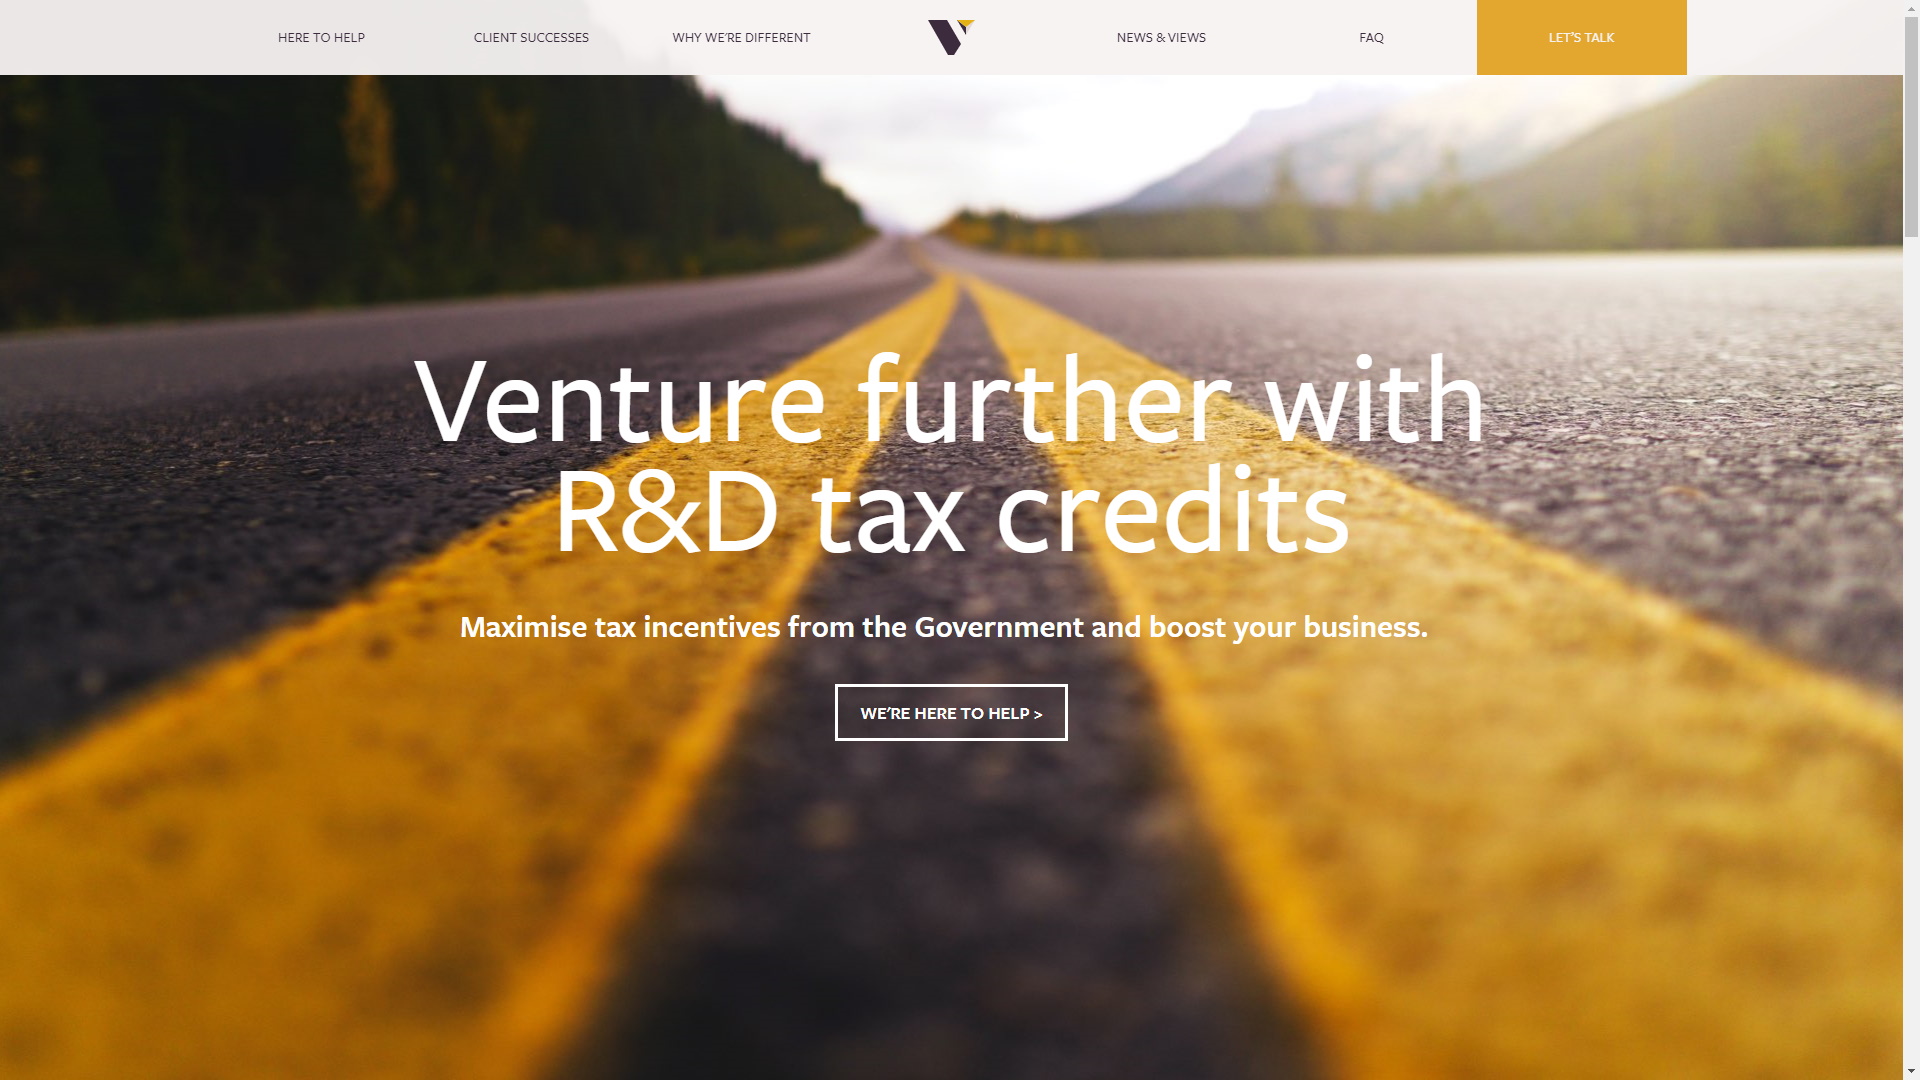 HERE TO HELP
CLIENT SUCCESSES
WHY WE'RE DIFFERENT
NEWS & VIEWS
FAQ
LET'S TALK
Venture further with
R&D tax credits
Maximise tax incentives from the Government and boost your business.
WE'RE HERE TO HELP >